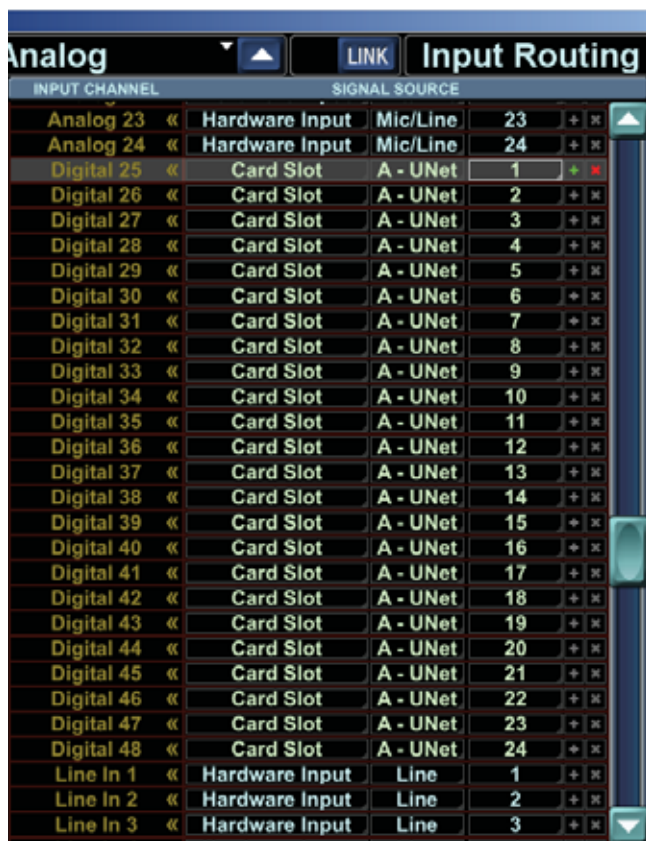 Analog LINK Input Routing
INPUT CHANNEL SIGNAL SOURCE
Analog 23 « Hardware Input Mic/Line 23 + ×
Analog 24 « Hardware Input Mic/Line 24 + ×
Digital 25 « Card Slot A - UNet 1 + ×
Digital 26 « Card Slot A - UNet 2 + ×
Digital 27 « Card Slot A - UNet 3 + ×
Digital 28 « Card Slot A - UNet 4 + ×
Digital 29 « Card Slot A - UNet 5 + ×
Digital 30 « Card Slot A - UNet 6 + ×
Digital 31 « Card Slot A - UNet 7 + ×
Digital 32 « Card Slot A - UNet 8 + ×
Digital 33 « Card Slot A - UNet 9 + ×
Digital 34 « Card Slot A - UNet 10 + ×
Digital 35 « Card Slot A - UNet 11 + ×
Digital 36 « Card Slot A - UNet 12 + ×
Digital 37 « Card Slot A - UNet 13 + ×
Digital 38 « Card Slot A - UNet 14 + ×
Digital 39 « Card Slot A - UNet 15 + ×
Digital 40 « Card Slot A - UNet 16 + ×
Digital 41 « Card Slot A - UNet 17 + ×
Digital 42 « Card Slot A - UNet 18 + ×
Digital 43 « Card Slot A - UNet 19 + ×
Digital 44 « Card Slot A - UNet 20 + ×
Digital 45 « Card Slot A - UNet 21 + ×
Digital 46 « Card Slot A - UNet 22 + ×
Digital 47 « Card Slot A - UNet 23 + ×
Digital 48 « Card Slot A - UNet 24 + ×
Line In 1 « Hardware Input Line 1 + ×
Line In 2 « Hardware Input Line 2 + ×
Line In 3 « Hardware Input Line 3 + ×